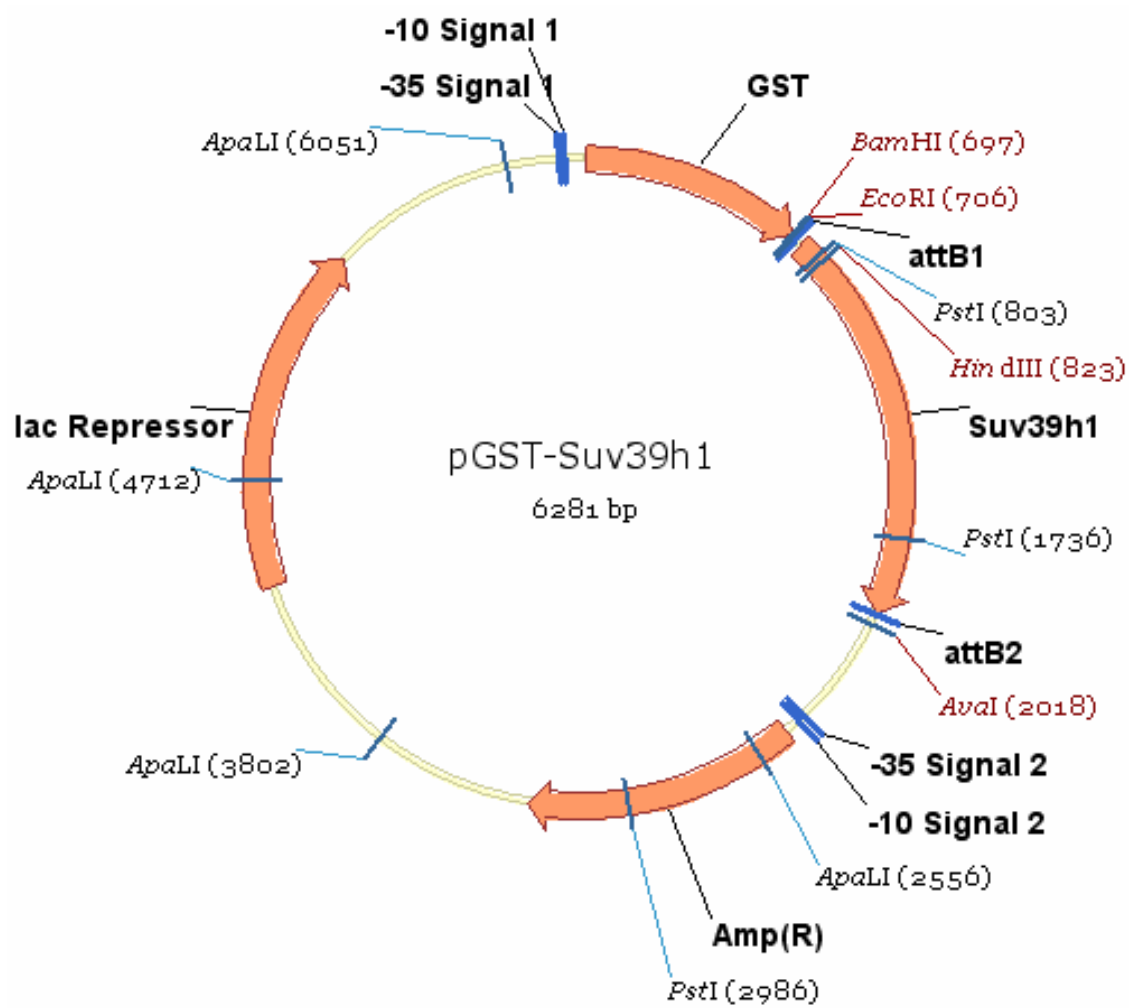 -10 Signal 1
-35 Signal 1
GST
ApaLI (6051)
BamHI (697)
EcoRI (706)
attB1
PstI (803)
Hin dIII (823)
lac Repressor
Suv39h1
pGST-Suv39h1
ApaLI (4712)
6281 bp
PstI (1736)
attB2
AvaI (2018)
ApaLI (3802)
-35 Signal 2
-10 Signal 2
ApaLI (2556)
Amp(R)
PstI (2986)